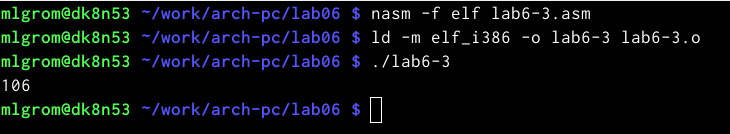 mlgrom@dk8n53 ~/work/arch-pc/lab06 $ nasm -f elf lab6-3.asm
mlgrom@dk8n53 ~/work/arch-pc/lab06 $ ld -m elf_i386 -o lab6-3 lab6-3.o
mlgrom@dk8n53 ~/work/arch-pc/lab06 $ ./lab6-3
106
mlgrom@dk8n53 ~/work/arch-pc/lab06 $